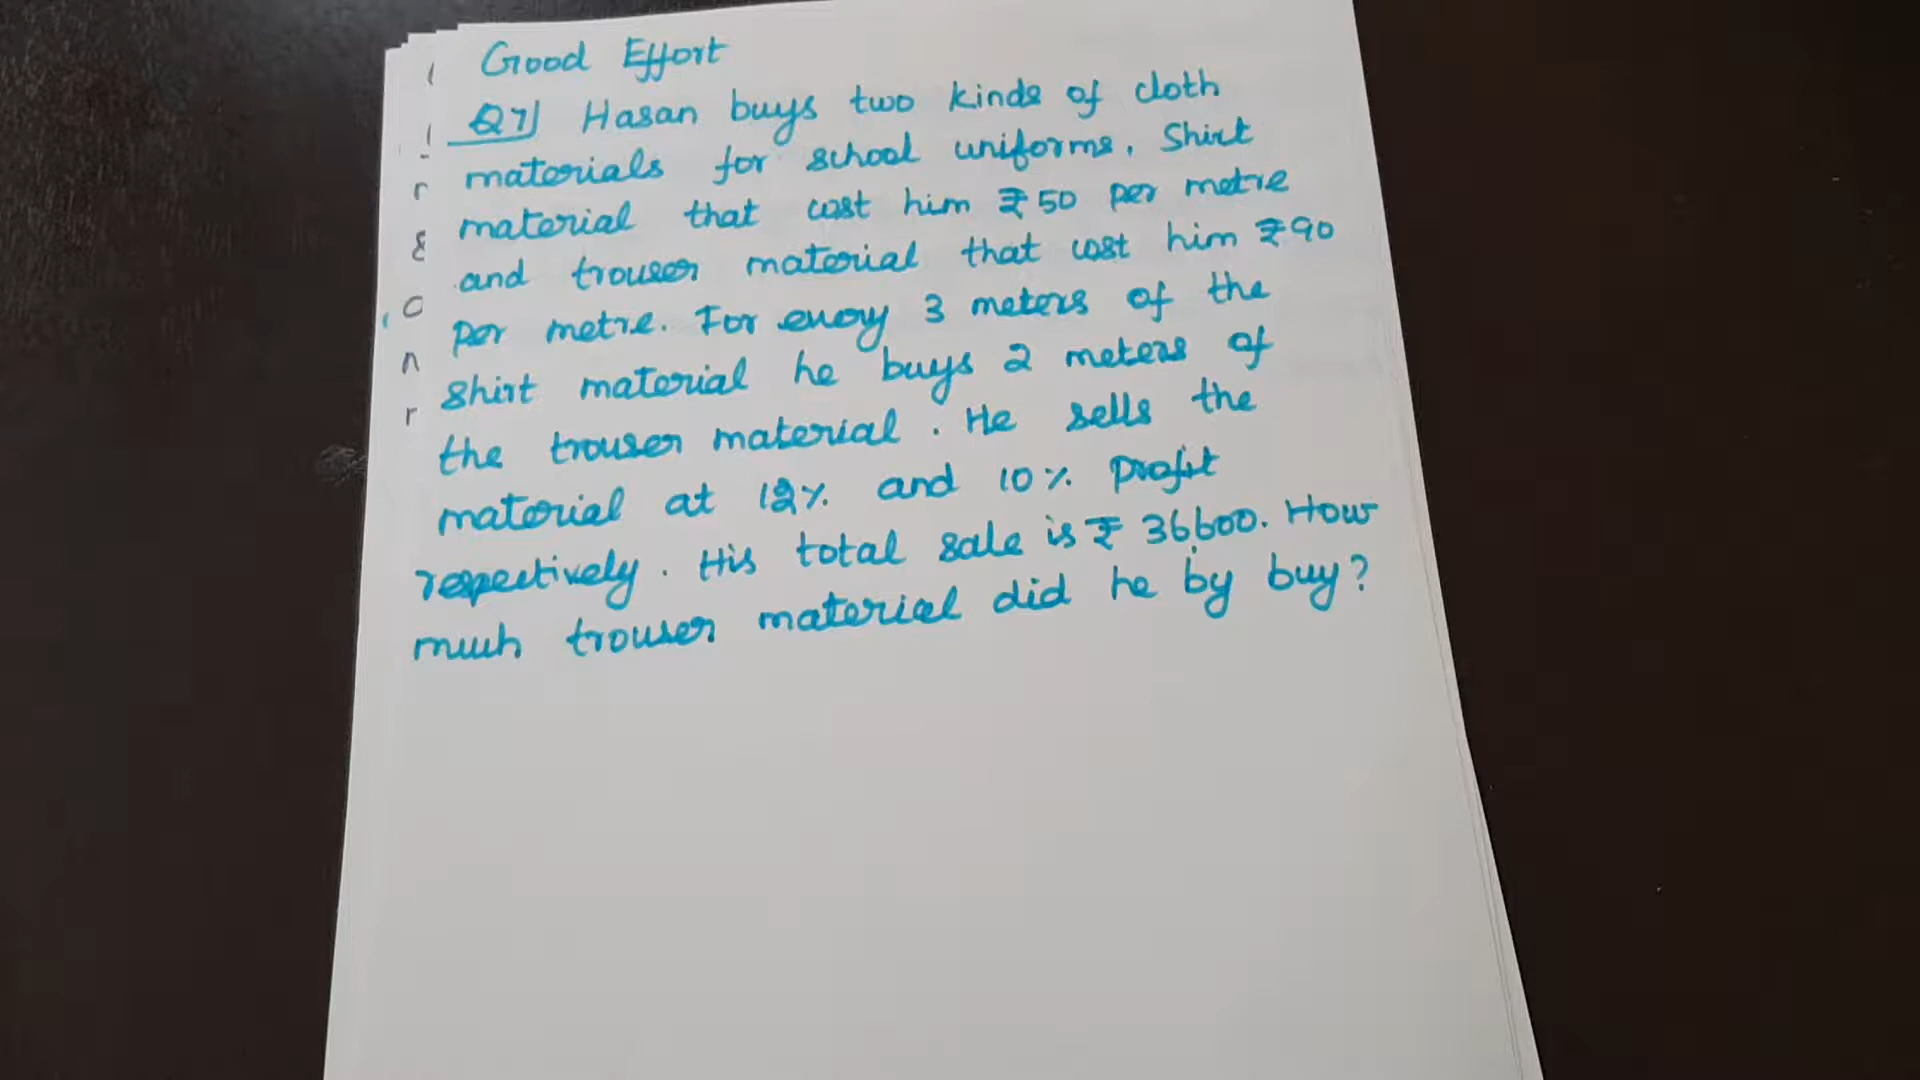 Good Effort
Q7) Hasan buys two kinds of cloth
materials for school uniforms, Shirt
material that cost him ₹50 per metre
and trouser material that cost him ₹90
per metre. For every 3 meters of the
shirt material he buys 2 meters of
the trouser material. He sells the
material at 12% and 10% profit
respectively. His total sale is ₹ 36,600. How
much trouser material did he by buy?